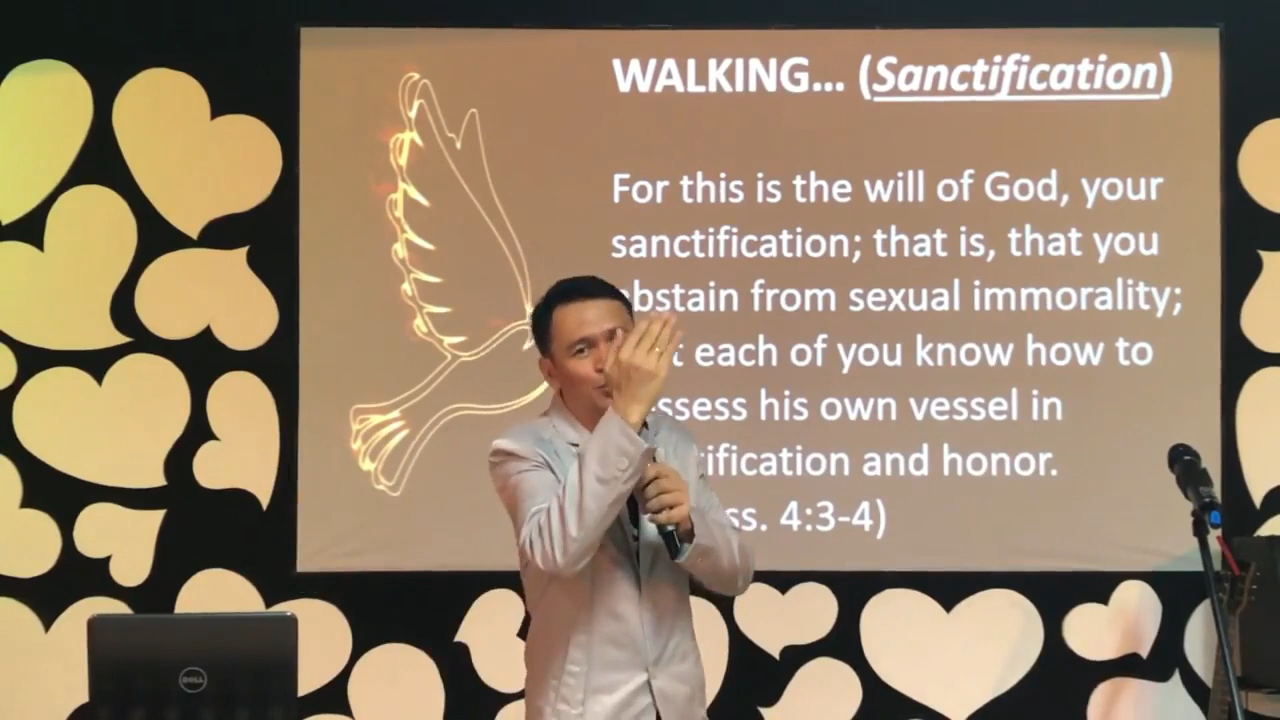 WALKING... (Sanctification)
For this is the will of God, your
sanctification; that is, that you
abstain from sexual immorality;
each of you know how to
his own vessel in
and honor.
4:3-4)
DELL